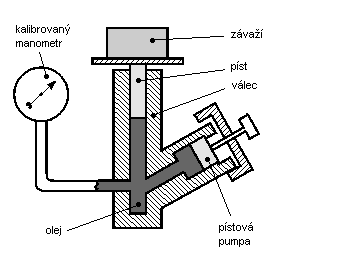 kalibrovaný
manometr
závaží
píst
válec
olej
pístová
pumpa